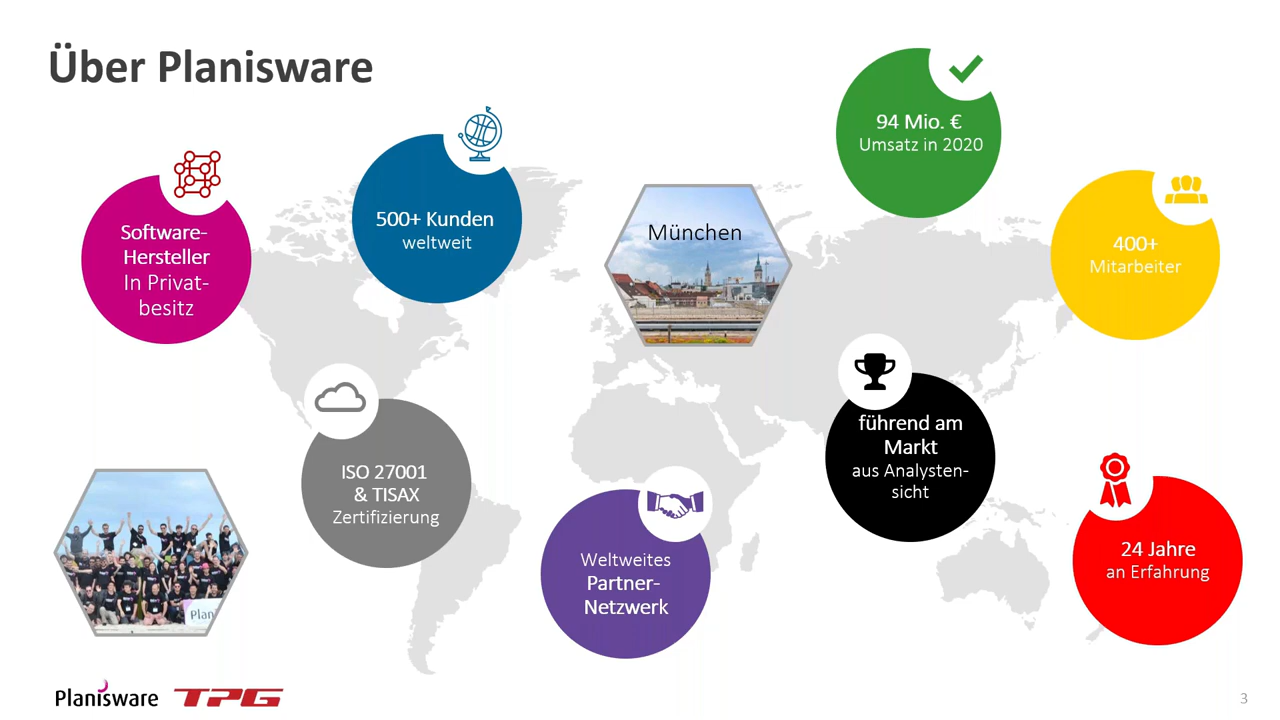 Über Planisware
94 Mio. €
Umsatz in 2020
500+ Kunden
weltweit
Software-
Hersteller
In Privat-
besitz
München
400+
Mitarbeiter
führend am
Markt
aus Analysten-
sicht
ISO 27001
& TISAX
Zertifizierung
Weltweites
Partner-
Netzwerk
24 Jahre
an Erfahrung
Plani
Planisware
TPG
3